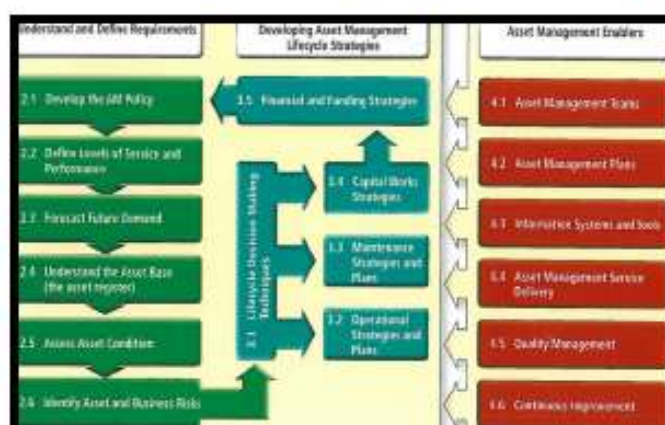 Understand and Define Requirements
2.1 Develop the AM Policy
2.2 Define Levels of Service and
Performance
2.3 Forecast Future Demand
2.4 Understand the Asset Base
(the asset register)
2.5 Assess Asset Condition
2.6 Identify Asset and Business Risks
Developing Asset Management
Lifecycle Strategies
3.5 Financial and Funding Strategies
3.4 Capital Works
Strategies
3.3 Maintenance
Strategies and
Plans
3.2 Operational
Strategies and
Plans
3.1 Lifecycle Decision Making
Techniques
Asset Management Enablers
4.1 Asset Management Teams
4.2 Asset Management Plans
4.3 Information Systems and Tools
4.4 Asset Management Service
Delivery
4.5 Quality Management
4.6 Continuous Improvement